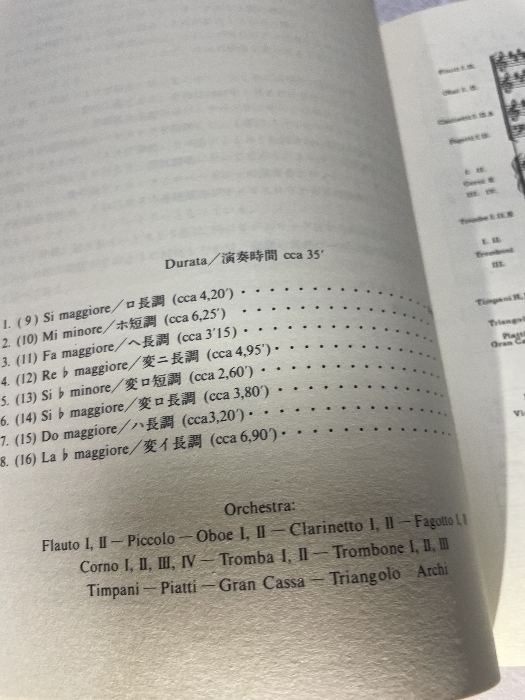 Durata／演奏時間 cca 35′
1. (9) Si maggiore／ロ長調 (cca 4,20′)
2. (10) Mi minore／ホ短調 (cca 6,25′)
3. (11) Fa maggiore／ヘ長調 (cca 3′15)
4. (12) Re ♭ maggiore／変ニ長調 (cca 4,95′)
5. (13) Si ♭ minore／変ロ短調 (cca 2,60′)
6. (14) Si ♭ maggiore／変ロ長調 (cca 3,80′)
7. (15) Do maggiore／ハ長調 (cca3,20′)
8. (16) La ♭ maggiore／変イ長調 (cca 6,90′)
Orchestra:
Flauto I, II — Piccolo — Oboe I, II — Clarinetto I, II — Fagotto I, II
Corno I, II, III, IV — Tromba I, II — Trombone I, II, III
Timpani — Piatti — Gran Cassa — Triangolo Archi
I. II.
III. IV.
I. II.
Tromboni
III.